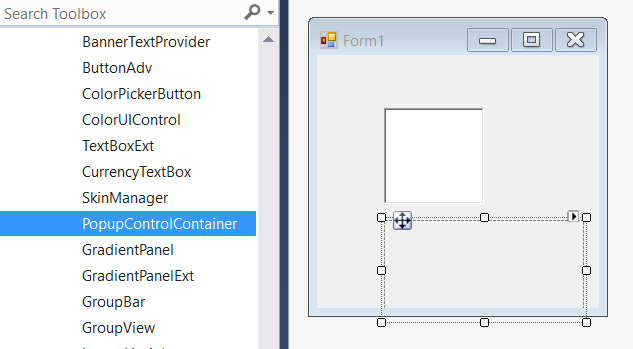 Search Toolbox
BannerTextProvider
ButtonAdv
ColorPickerButton
ColorUIControl
TextBoxExt
CurrencyTextBox
SkinManager
PopupControlContainer
GradientPanel
GradientPanelExt
GroupBar
GroupView
Form1